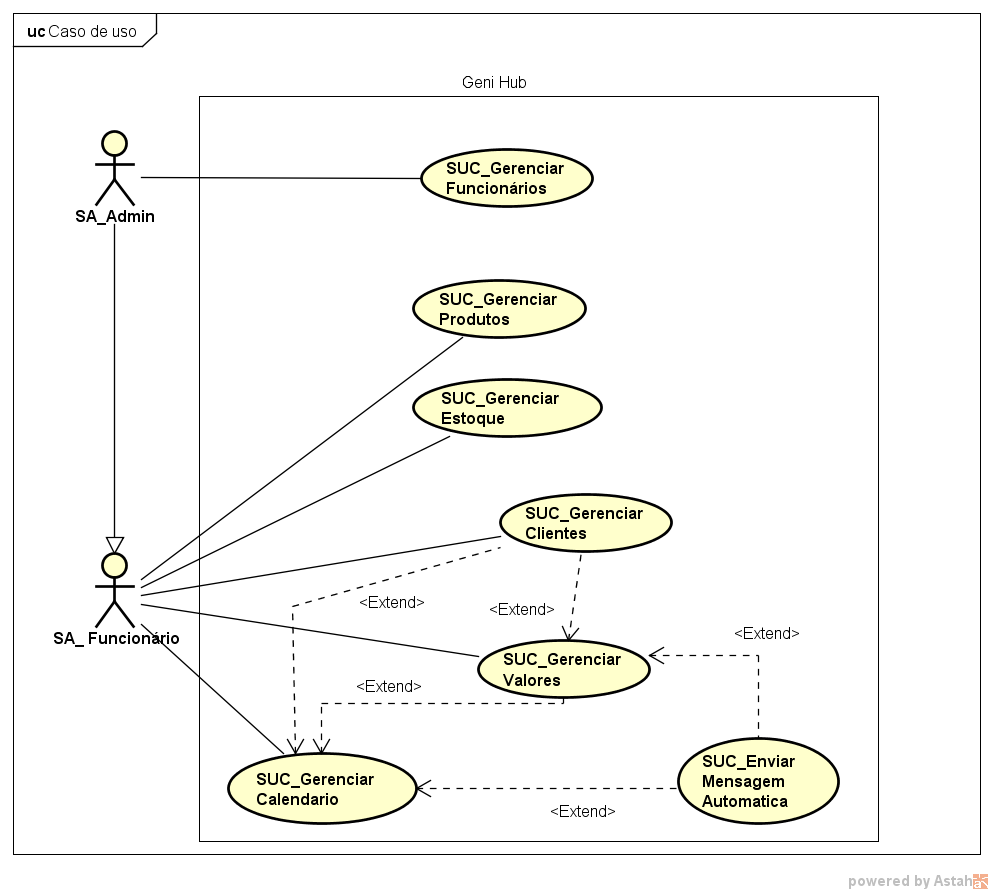 uc Caso de uso
Geni Hub
SUC_Gerenciar
Funcionários
SA_Admin
SUC_Gerenciar
Produtos
SUC_Gerenciar
Estoque
SUC_Gerenciar
Clientes
<Extend>
<Extend>
SA_ Funcionário
<Extend>
SUC_Gerenciar
Valores
<Extend>
SUC_Gerenciar
Calendario
SUC_Enviar
Mensagem
Automatica
<Extend>
powered by Astah